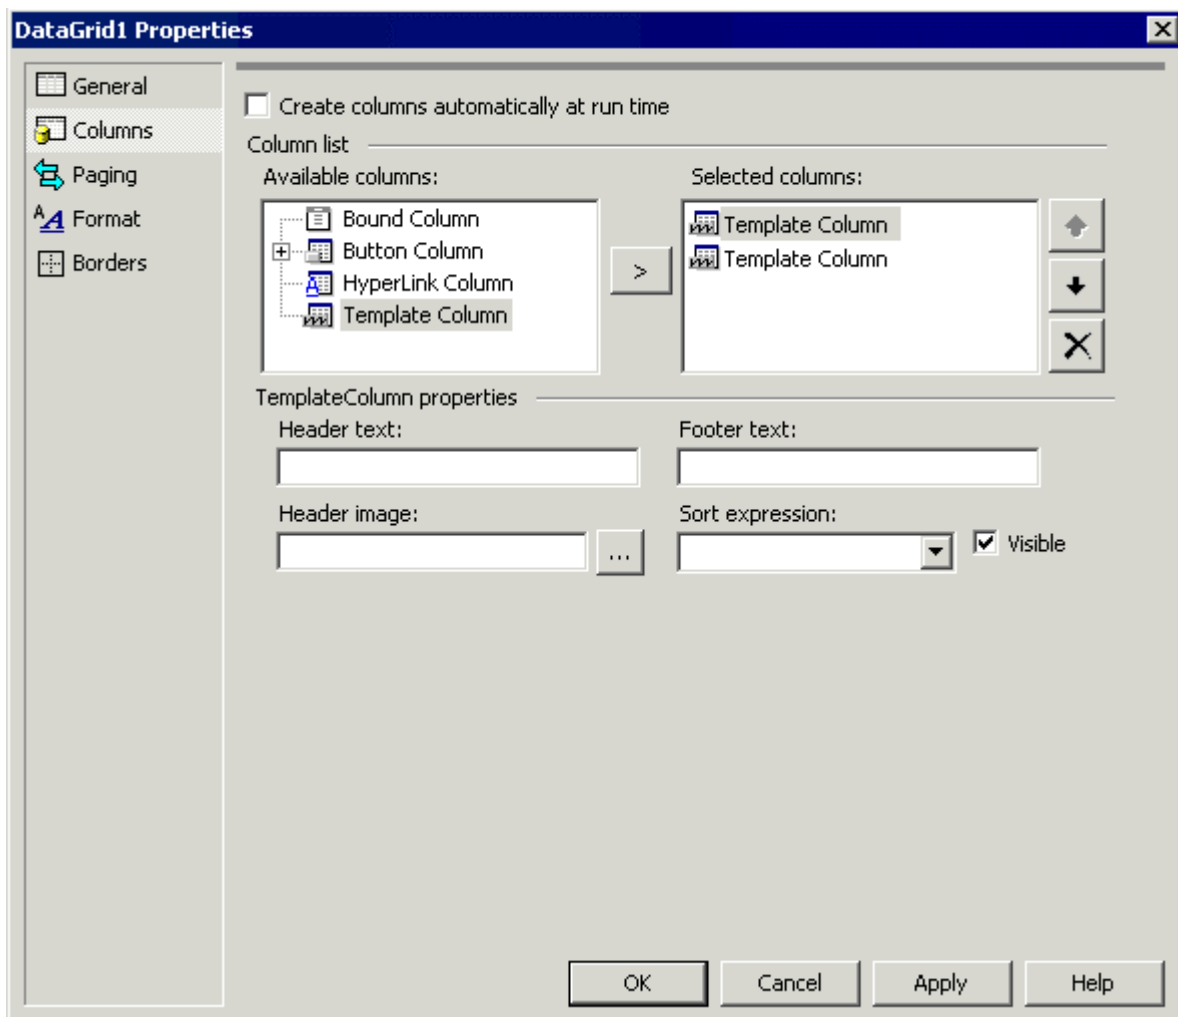 DataGrid1 Properties
General
Columns
Paging
Format
Borders
Create columns automatically at run time
Column list
Available columns:
Bound Column
Button Column
HyperLink Column
Template Column
>
Selected columns:
Template Column
Template Column
TemplateColumn properties
Header text:
Footer text:
Header image:
...
Sort expression:
Visible
OK
Cancel
Apply
Help